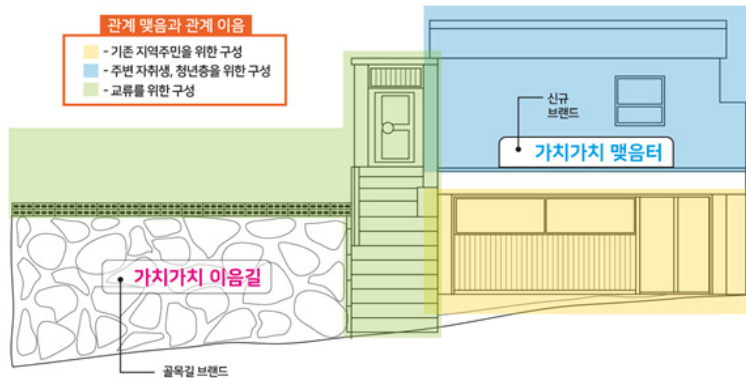 관계 맺음과 관계 이음
- 기존 지역주민을 위한 구성
- 주변 자취생, 청년층을 위한 구성
- 교류를 위한 구성
신규
브랜드
가치가치 맺음터
가치가치 이음길
골목길 브랜드